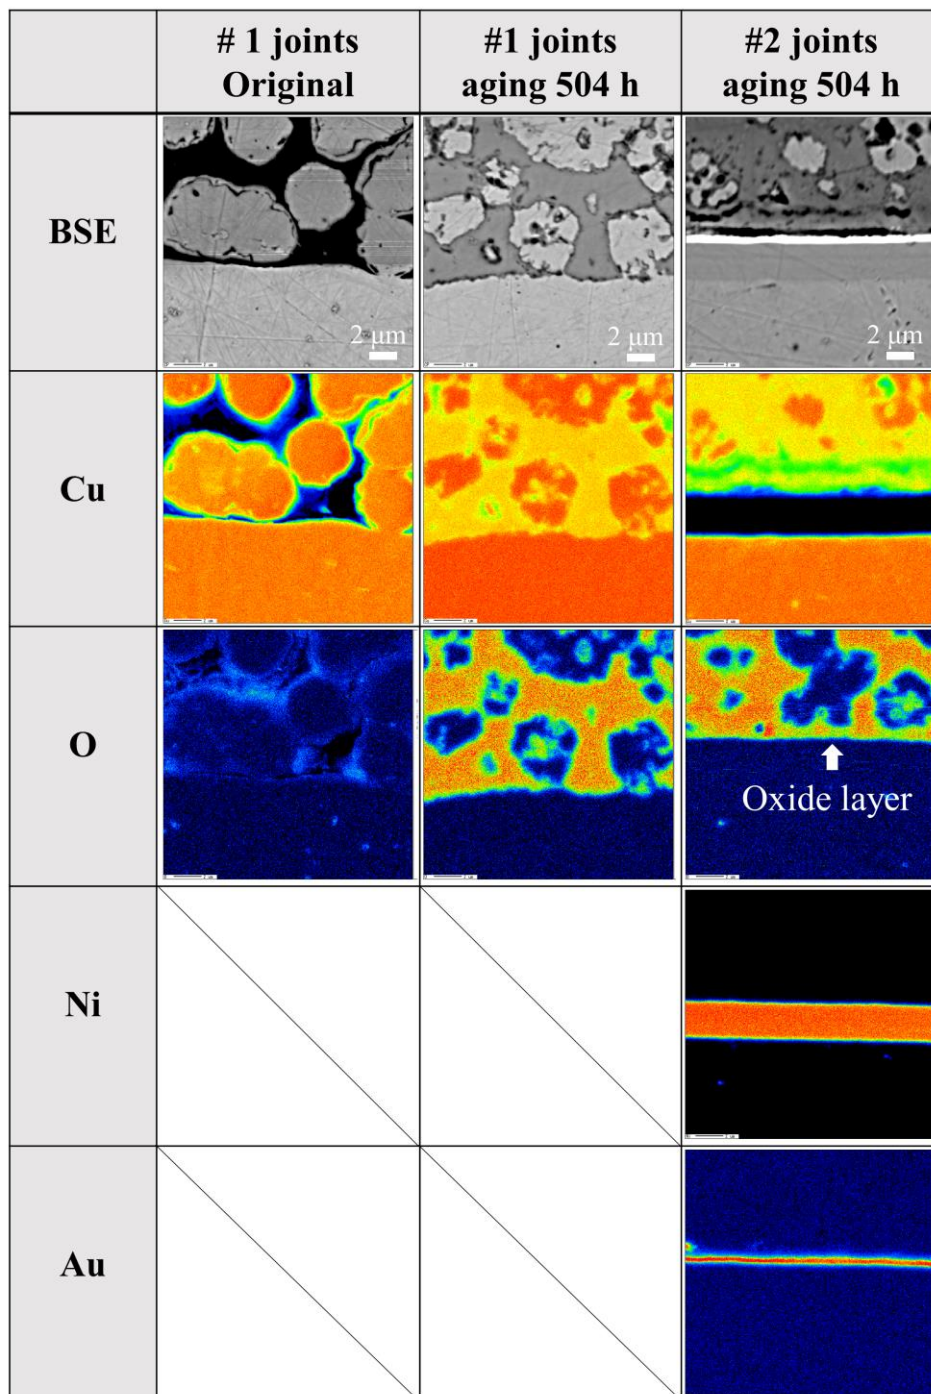 # 1 joints
Original
#1 joints
aging 504 h
#2 joints
aging 504 h
BSE
2 μm
2 μm
2 μm
Cu
O
Oxide layer
Ni
Au